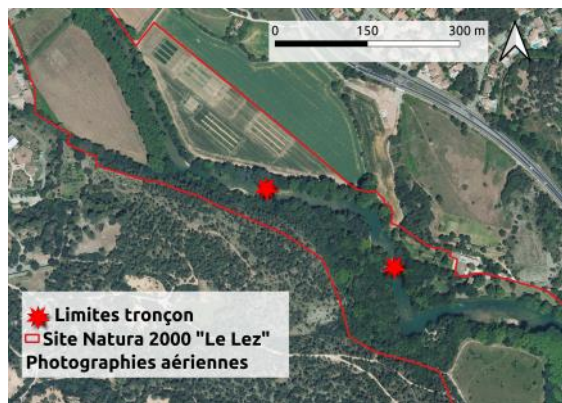 0 150 300 m
Limites tronçon
Site Natura 2000 "Le Lez"
Photographies aériennes